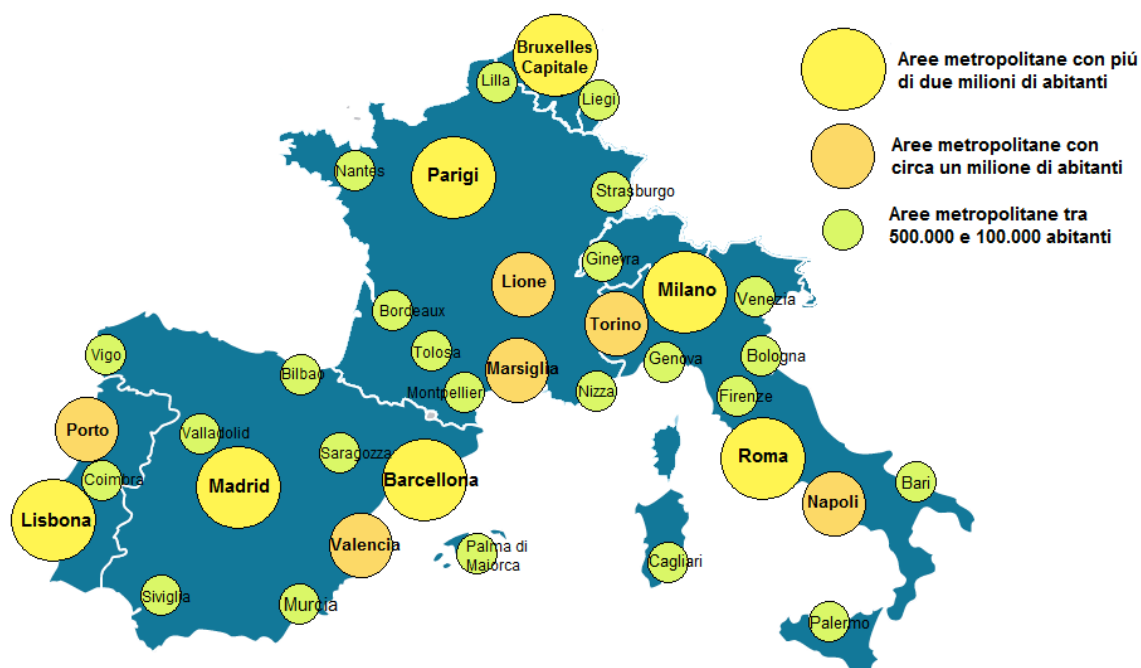 Bruxelles
Capitale
Lilla
Liegi
Nantes
Parigi
Strasburgo
Ginevra
Lione
Milano
Venezia
Bordeaux
Torino
Tolosa
Genova
Bologna
Vigo
Bilbao
Marsiglia
Montpellier
Nizza
Firenze
Porto
Valladolid
Saragozza
Roma
Coimbra
Madrid
Barcellona
Bari
Napoli
Lisbona
Valencia
Palma di
Maiorca
Cagliari
Siviglia
Murcia
Palermo
Aree metropolitane con piú
di due milioni di abitanti
Aree metropolitane con
circa un milione di abitanti
Aree metropolitane tra
500.000 e 100.000 abitanti